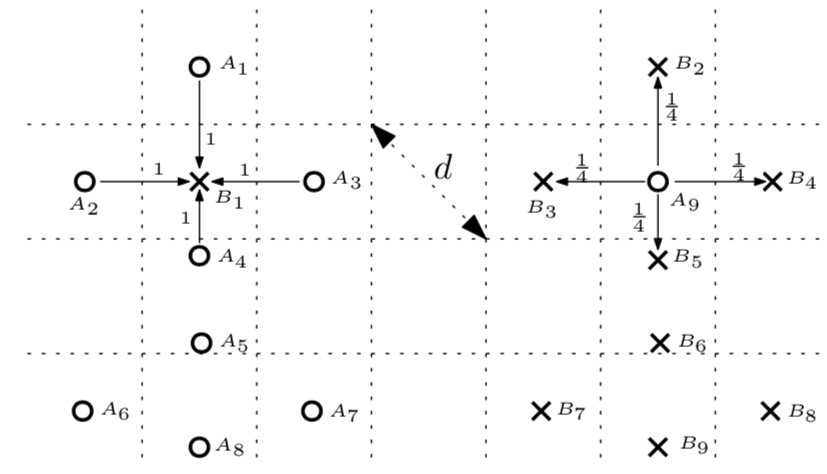 A₁ B₂
1 1/4
1 1 1/4 1/4
A₂ B₁ A₃ d B₃ A₉ B₄
1 1/4
A₄ B₅
A₅ B₆
A₆ A₇ B₇ B₈
A₈ B₉